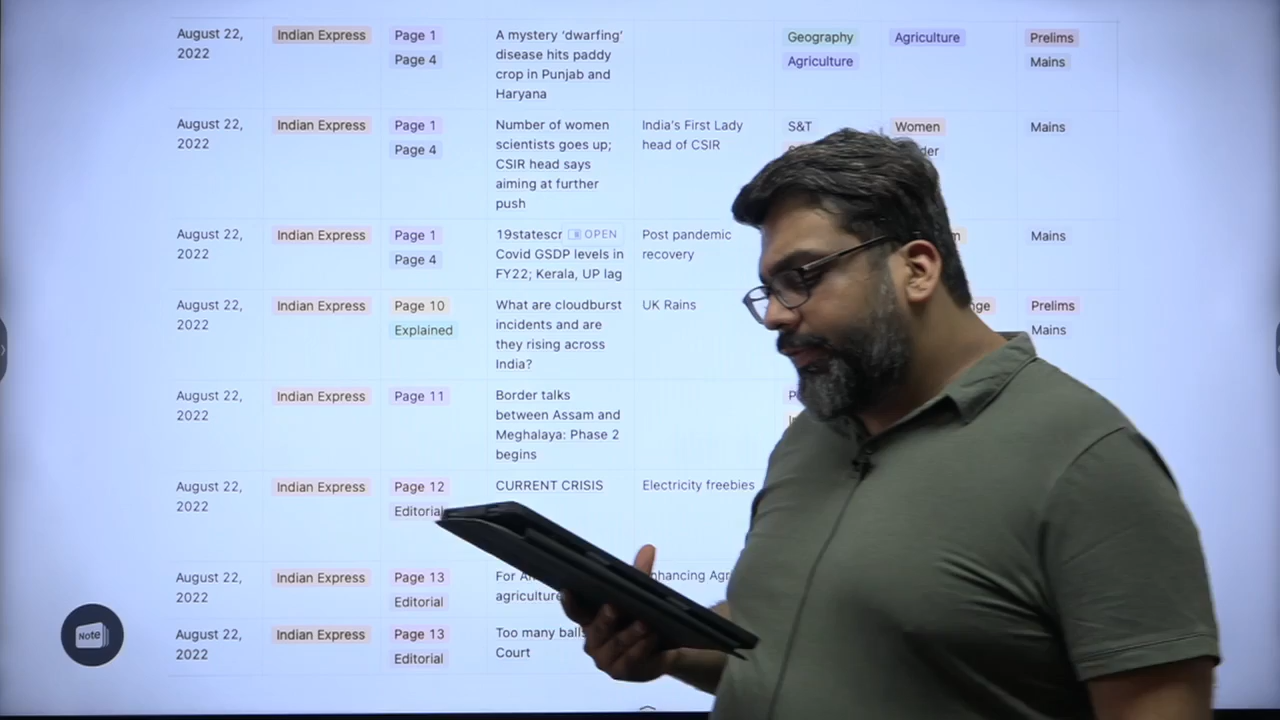 August 22,
2022
Indian Express
Page 1
Page 4
A mystery ‘dwarfing’
disease hits paddy
crop in Punjab and
Haryana
Geography
Agriculture
Agriculture
Prelims
Mains
August 22,
2022
Indian Express
Page 1
Page 4
Number of women
scientists goes up;
CSIR head says
aiming at further
push
India’s First Lady
head of CSIR
S&T
Women
Mains
August 22,
2022
Indian Express
Page 1
Page 4
19statescr OPEN
Covid GSDP levels in
FY22; Kerala, UP lag
Post pandemic
recovery
Mains
August 22,
2022
Indian Express
Page 10
Explained
What are cloudburst
incidents and are
they rising across
India?
UK Rains
Prelims
Mains
August 22,
2022
Indian Express
Page 11
Border talks
between Assam and
Meghalaya: Phase 2
begins
August 22,
2022
Indian Express
Page 12
Editorial
CURRENT CRISIS
Electricity freebies
August 22,
2022
Indian Express
Page 13
Editorial
For
agriculture
August 22,
2022
Indian Express
Page 13
Editorial
Too many balls
Court
Note